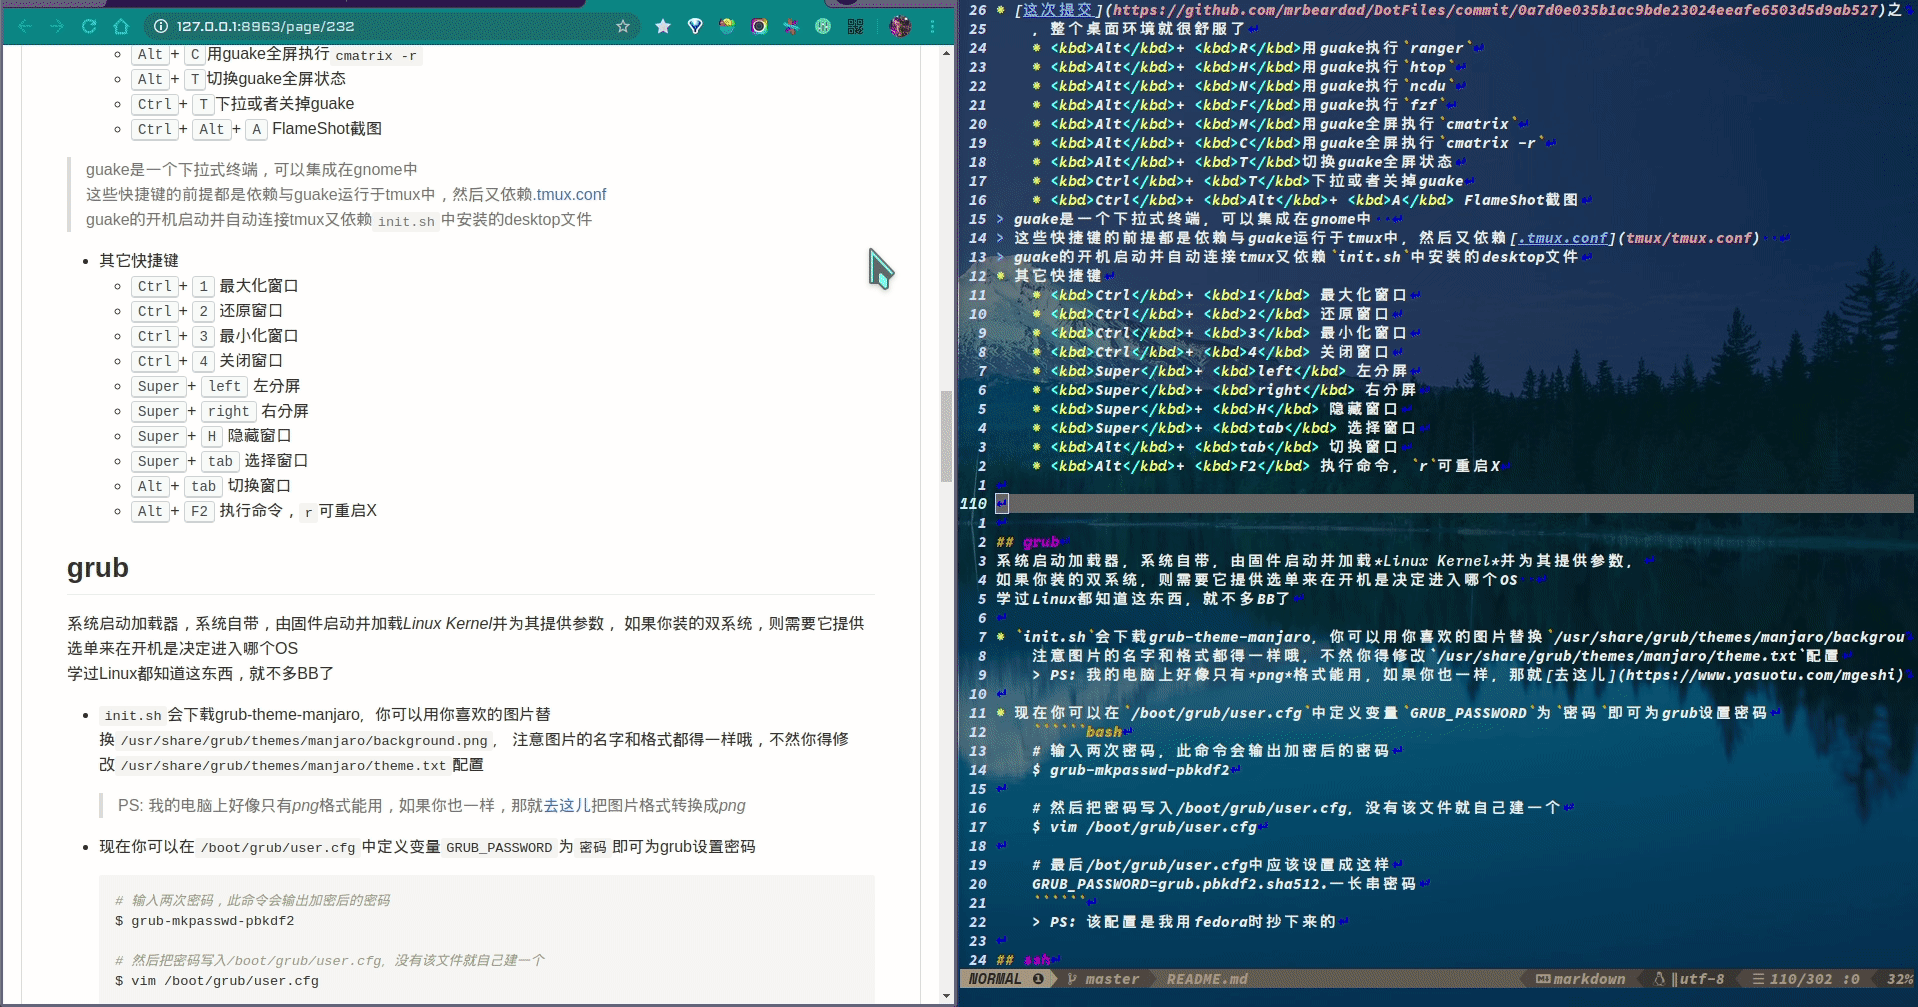 127.0.0.1:8963/page/232
Alt + C 用guake全屏执行 cmatrix -r
Alt + T 切换guake全屏状态
Ctrl + T 下拉或者关掉guake
Ctrl + Alt + A FlameShot截图
guake是一个下拉式终端，可以集成在gnome中
这些快捷键的前提都是依赖与guake运行于tmux中，然后又依赖.tmux.conf
guake的开机启动并自动连接tmux又依赖 init.sh 中安装的desktop文件
其它快捷键
Ctrl + 1 最大化窗口
Ctrl + 2 还原窗口
Ctrl + 3 最小化窗口
Ctrl + 4 关闭窗口
Super + left 左分屏
Super + right 右分屏
Super + H 隐藏窗口
Super + tab 选择窗口
Alt + tab 切换窗口
Alt + F2 执行命令， r 可重启X
grub
系统启动加载器，系统自带，由固件启动并加载Linux Kernel并为其提供参数， 如果你装的双系统，则需要它提供
选单来在开机是决定进入哪个OS
学过Linux都知道这东西，就不多BB了
init.sh 会下载grub-theme-manjaro，你可以用你喜欢的图片替
换 /usr/share/grub/themes/manjaro/background.png ， 注意图片的名字和格式都得一样哦，不然你得修
改 /usr/share/grub/themes/manjaro/theme.txt 配置
PS: 我的电脑上好像只有png格式能用，如果你也一样，那就去这儿把图片格式转换成png
现在你可以在 /boot/grub/user.cfg 中定义变量 GRUB_PASSWORD 为 密码 即可为grub设置密码
# 输入两次密码，此命令会输出加密后的密码
$ grub-mkpasswd-pbkdf2
# 然后把密码写入/boot/grub/user.cfg，没有该文件就自己建一个
$ vim /boot/grub/user.cfg
26 * [这次提交](https://github.com/mrbeardad/DotFiles/commit/0a7d0e035b1ac9bde23024eeafe6503d5d9ab527)之
25 ，整个桌面环境就很舒服了
24 * <kbd>Alt</kbd>+ <kbd>R</kbd>用guake执行`ranger`
23 * <kbd>Alt</kbd>+ <kbd>H</kbd>用guake执行`htop`
22 * <kbd>Alt</kbd>+ <kbd>N</kbd>用guake执行`ncdu`
21 * <kbd>Alt</kbd>+ <kbd>F</kbd>用guake执行`fzf`
20 * <kbd>Alt</kbd>+ <kbd>M</kbd>用guake全屏执行`cmatrix`
19 * <kbd>Alt</kbd>+ <kbd>C</kbd>用guake全屏执行`cmatrix -r`
18 * <kbd>Alt</kbd>+ <kbd>T</kbd>切换guake全屏状态
17 * <kbd>Ctrl</kbd>+ <kbd>T</kbd>下拉或者关掉guake
16 * <kbd>Ctrl</kbd>+ <kbd>Alt</kbd>+ <kbd>A</kbd> FlameShot截图
15 > guake是一个下拉式终端，可以集成在gnome中
14 > 这些快捷键的前提都是依赖与guake运行于tmux中，然后又依赖[.tmux.conf](tmux/tmux.conf)
13 > guake的开机启动并自动连接tmux又依赖`init.sh`中安装的desktop文件
12 * 其它快捷键
11 * <kbd>Ctrl</kbd>+ <kbd>1</kbd> 最大化窗口
10 * <kbd>Ctrl</kbd>+ <kbd>2</kbd> 还原窗口
9 * <kbd>Ctrl</kbd>+ <kbd>3</kbd> 最小化窗口
8 * <kbd>Ctrl</kbd>+ <kbd>4</kbd> 关闭窗口
7 * <kbd>Super</kbd>+ <kbd>left</kbd> 左分屏
6 * <kbd>Super</kbd>+ <kbd>right</kbd> 右分屏
5 * <kbd>Super</kbd>+ <kbd>H</kbd> 隐藏窗口
4 * <kbd>Super</kbd>+ <kbd>tab</kbd> 选择窗口
3 * <kbd>Alt</kbd>+ <kbd>tab</kbd> 切换窗口
2 * <kbd>Alt</kbd>+ <kbd>F2</kbd> 执行命令，`r`可重启X
1
110
1
2 ## grub
3 系统启动加载器，系统自带，由固件启动并加载*Linux Kernel*并为其提供参数，
4 如果你装的双系统，则需要它提供选单来在开机是决定进入哪个OS
5 学过Linux都知道这东西，就不多BB了
6
7 * `init.sh`会下载grub-theme-manjaro，你可以用你喜欢的图片替换`/usr/share/grub/themes/manjaro/backgrou
8 注意图片的名字和格式都得一样哦，不然你得修改`/usr/share/grub/themes/manjaro/theme.txt`配置
9 > PS: 我的电脑上好像只有*png*格式能用，如果你也一样，那就[去这儿](https://www.yasuotu.com/mgeshi)
10
11 * 现在你可以在`/boot/grub/user.cfg`中定义变量`GRUB_PASSWORD`为`密码`即可为grub设置密码
12 ``````bash
13 # 输入两次密码，此命令会输出加密后的密码
14 $ grub-mkpasswd-pbkdf2
15
16 # 然后把密码写入/boot/grub/user.cfg，没有该文件就自己建一个
17 $ vim /boot/grub/user.cfg
18
19 # 最后/bot/grub/user.cfg中应该设置成这样
20 GRUB_PASSWORD=grub.pbkdf2.sha512.一长串密码
21 ``````
22 > PS: 该配置是我用fedora时抄下来的
23
24 ## ssh
NORMAL ❶ master README.md markdown utf-8 110/302 :0 32%